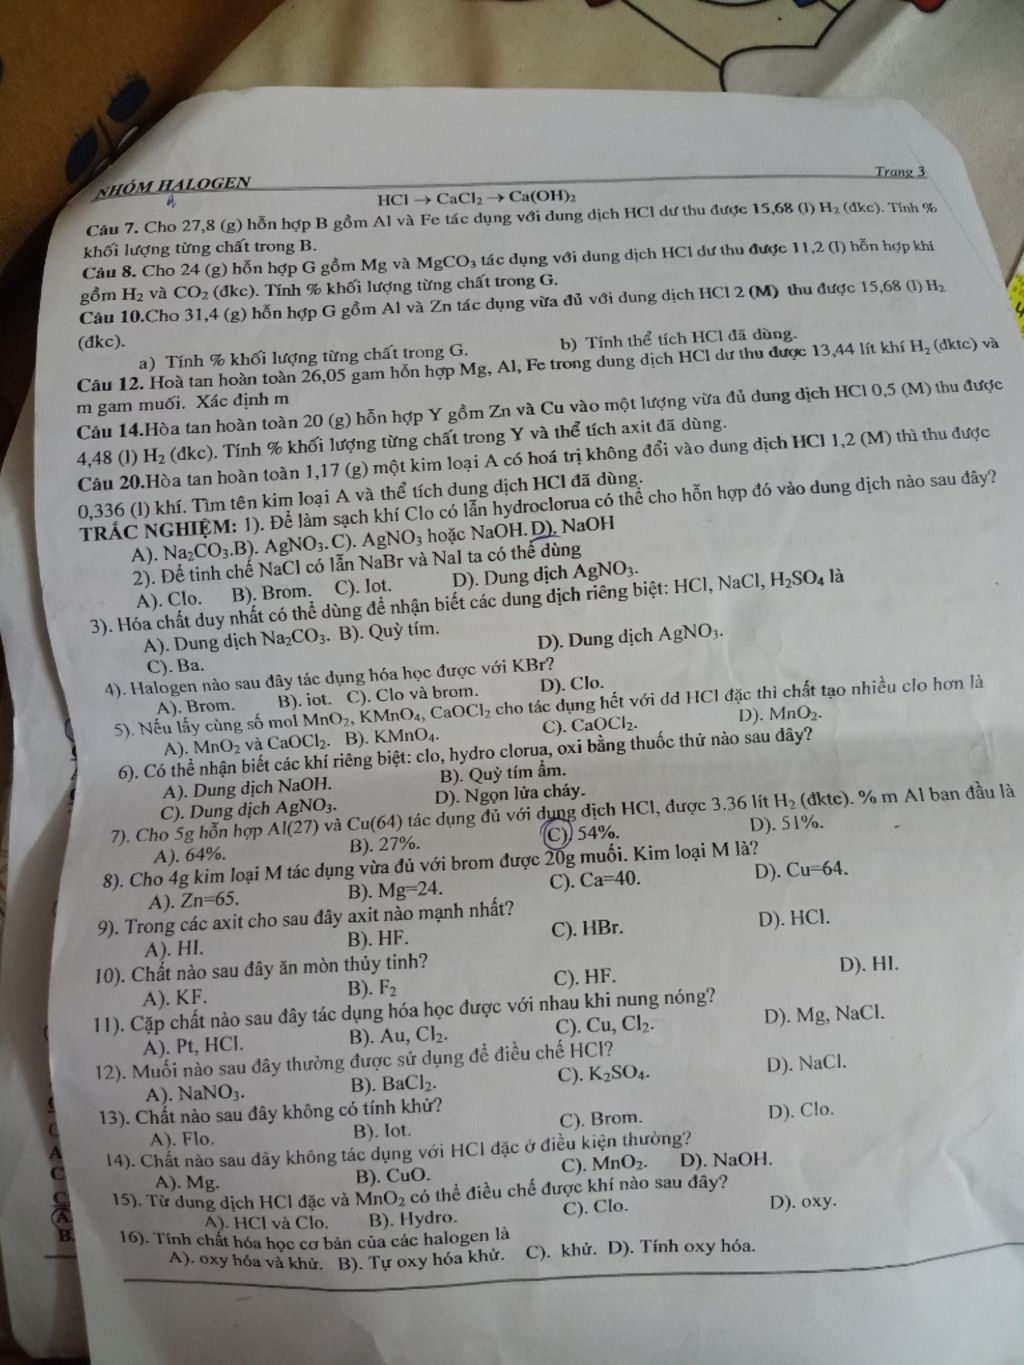 NHÓM HALOGEN Trang 3
HCl → CaCl₂ → Ca(OH)₂
Câu 7. Cho 27,8 (g) hỗn hợp B gồm Al và Fe tác dụng với dung dịch HCl dư thu được 15,68 (l) H₂ (đkc). Tính %
khối lượng từng chất trong B.
Câu 8. Cho 24 (g) hỗn hợp G gồm Mg và MgCO₃ tác dụng với dung dịch HCl dư thu được 11,2 (l) hỗn hợp khí
gồm H₂ và CO₂ (đkc). Tính % khối lượng từng chất trong G.
Câu 10.Cho 31,4 (g) hỗn hợp G gồm Al và Zn tác dụng vừa đủ với dung dịch HCl 2 (M) thu được 15,68 (l) H₂
(đkc).
a) Tính % khối lượng từng chất trong G. b) Tính thể tích HCl đã dùng.
Câu 12. Hoà tan hoàn toàn 26,05 gam hỗn hợp Mg, Al, Fe trong dung dịch HCl dư thu được 13,44 lít khí H₂ (đktc) và
m gam muối. Xác định m
Câu 14.Hòa tan hoàn toàn 20 (g) hỗn hợp Y gồm Zn và Cu vào một lượng vừa đủ dung dịch HCl 0,5 (M) thu được
4,48 (l) H₂ (đkc). Tính % khối lượng từng chất trong Y và thể tích axit đã dùng.
Câu 20.Hòa tan hoàn toàn 1,17 (g) một kim loại A có hoá trị không đổi vào dung dịch HCl 1,2 (M) thì thu được
0,336 (l) khí. Tìm tên kim loại A và thể tích dung dịch HCl đã dùng.
TRẮC NGHIỆM: 1). Để làm sạch khí Clo có lẫn hydroclorua có thể cho hỗn hợp đó vào dung dịch nào sau đây?
A). Na₂CO₃.B). AgNO₃.C). AgNO₃ hoặc NaOH. D). NaOH
2). Để tinh chế NaCl có lẫn NaBr và NaI ta có thể dùng
A). Clo. B). Brom. C). Iot. D). Dung dịch AgNO₃.
3). Hóa chất duy nhất có thể dùng để nhận biết các dung dịch riêng biệt: HCl, NaCl, H₂SO₄ là
A). Dung dịch Na₂CO₃. B). Quỳ tím.
C). Ba. D). Dung dịch AgNO₃.
4). Halogen nào sau đây tác dụng hóa học được với KBr?
A). Brom. B). iot. C). Clo và brom. D). Clo.
5). Nếu lấy cùng số mol MnO₂, KMnO₄, CaOCl₂ cho tác dụng hết với dd HCl đặc thì chất tạo nhiều clo hơn là
A). MnO₂ và CaOCl₂. B). KMnO₄. C). CaOCl₂. D). MnO₂.
6). Có thể nhận biết các khí riêng biệt: clo, hydro clorua, oxi bằng thuốc thử nào sau đây?
A). Dung dịch NaOH. B). Quỳ tím ẩm.
C). Dung dịch AgNO₃. D). Ngọn lửa cháy.
7). Cho 5g hỗn hợp Al(27) và Cu(64) tác dụng đủ với dung dịch HCl, được 3.36 lít H₂ (đktc). % m Al ban đầu là
A). 64%. B). 27%. C). 54%. D). 51%.
8). Cho 4g kim loại M tác dụng vừa đủ với brom được 20g muối. Kim loại M là?
A). Zn=65. B). Mg=24. C). Ca=40. D). Cu=64.
9). Trong các axit cho sau đây axit nào mạnh nhất?
A). HI. B). HF. C). HBr. D). HCl.
10). Chất nào sau đây ăn mòn thủy tinh?
A). KF. B). F₂ C). HF. D). HI.
11). Cặp chất nào sau đây tác dụng hóa học được với nhau khi nung nóng?
A). Pt, HCl. B). Au, Cl₂. C). Cu, Cl₂. D). Mg, NaCl.
12). Muối nào sau đây thường được sử dụng để điều chế HCl?
A). NaNO₃. B). BaCl₂. C). K₂SO₄. D). NaCl.
13). Chất nào sau đây không có tính khử?
A). Flo. B). Iot. C). Brom. D). Clo.
14). Chất nào sau đây không tác dụng với HCl đặc ở điều kiện thường?
A). Mg. B). CuO. C). MnO₂. D). NaOH.
15). Từ dung dịch HCl đặc và MnO₂ có thể điều chế được khí nào sau đây?
A). HCl và Clo. B). Hydro. C). Clo. D). oxy.
16). Tính chất hóa học cơ bản của các halogen là
A). oxy hóa và khử. B). Tự oxy hóa khử. C). khử. D). Tính oxy hóa.